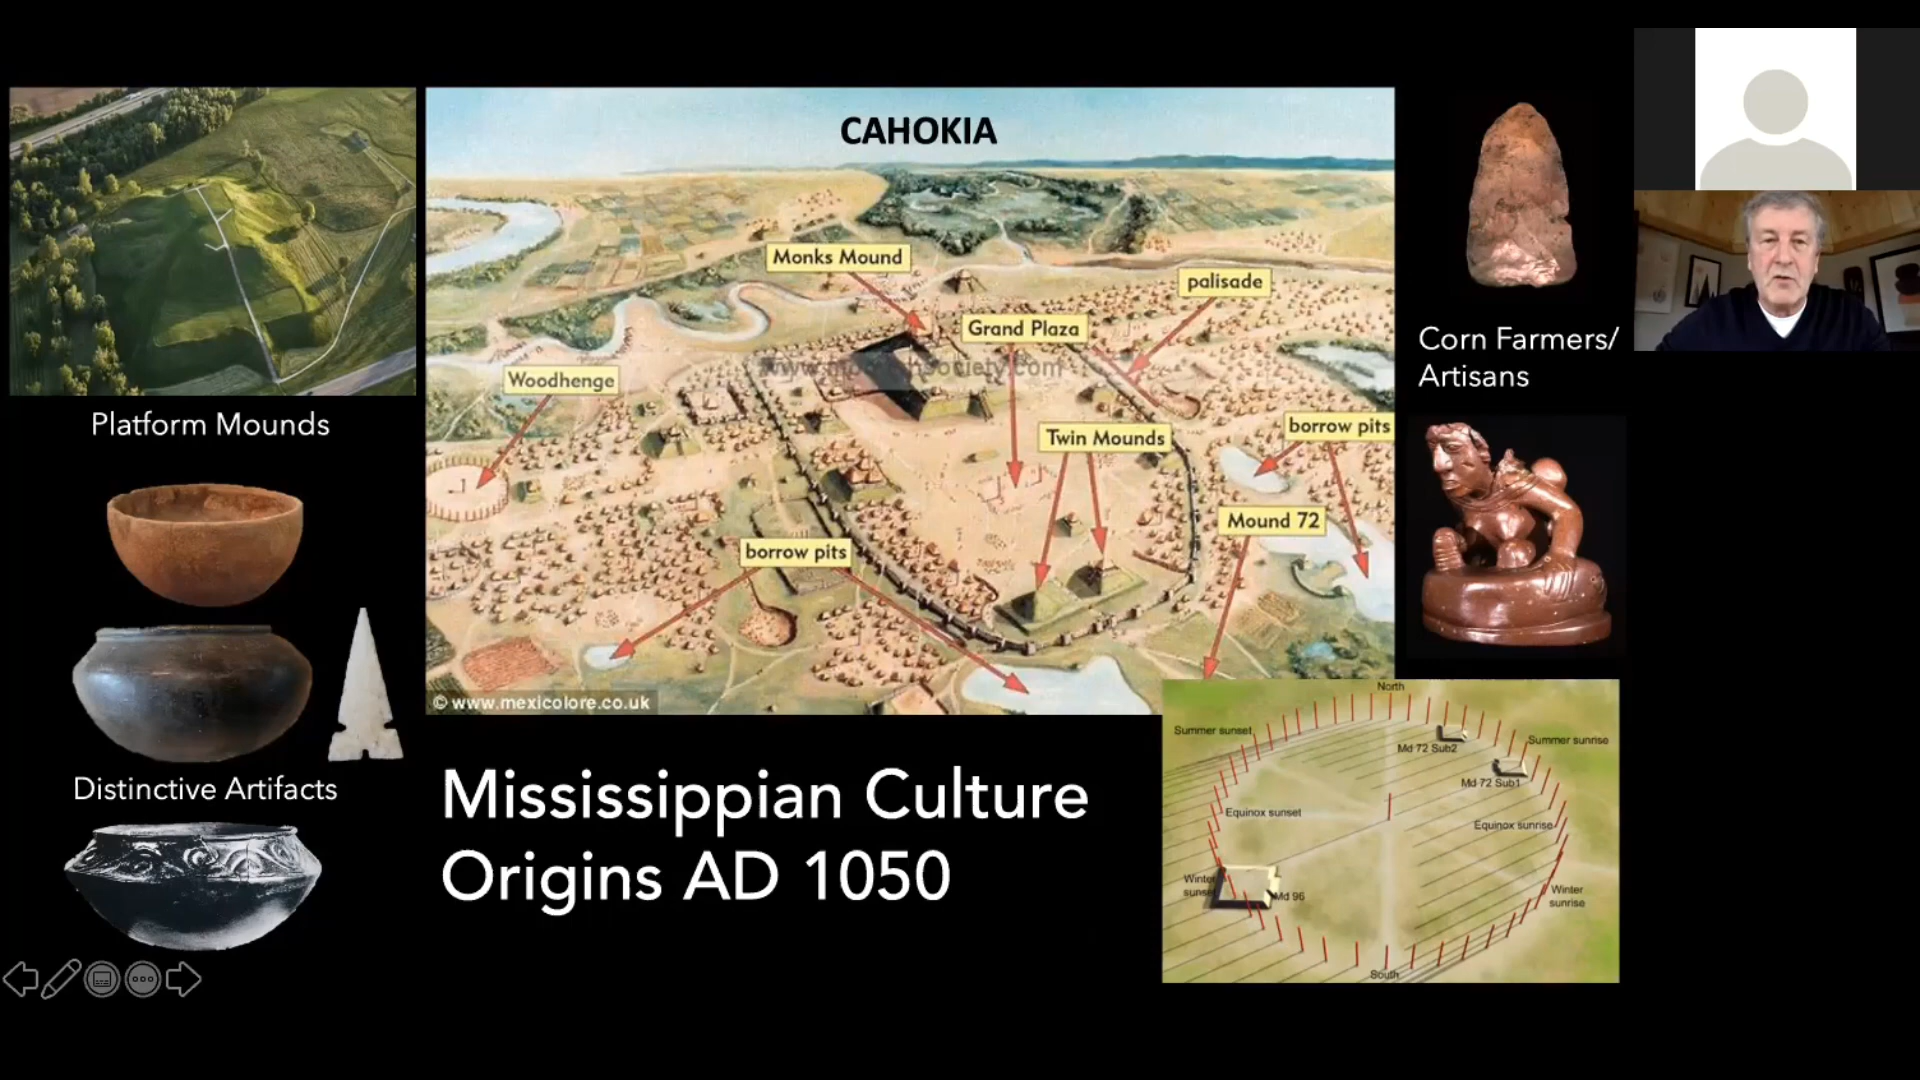 CAHOKIA
Monks Mound
palisade
Grand Plaza
Woodhenge
Twin Mounds
borrow pits
Mound 72
borrow pits
© www.mexicolore.co.uk
Platform Mounds
Distinctive Artifacts
Corn Farmers/
Artisans
Mississippian Culture
Origins AD 1050
North
Summer sunset
Md 72 Sub2
Summer sunrise
Md 72 Sub1
Equinox sunset
Equinox sunrise
Winter
sunset
Md 96
Winter
sunrise
South